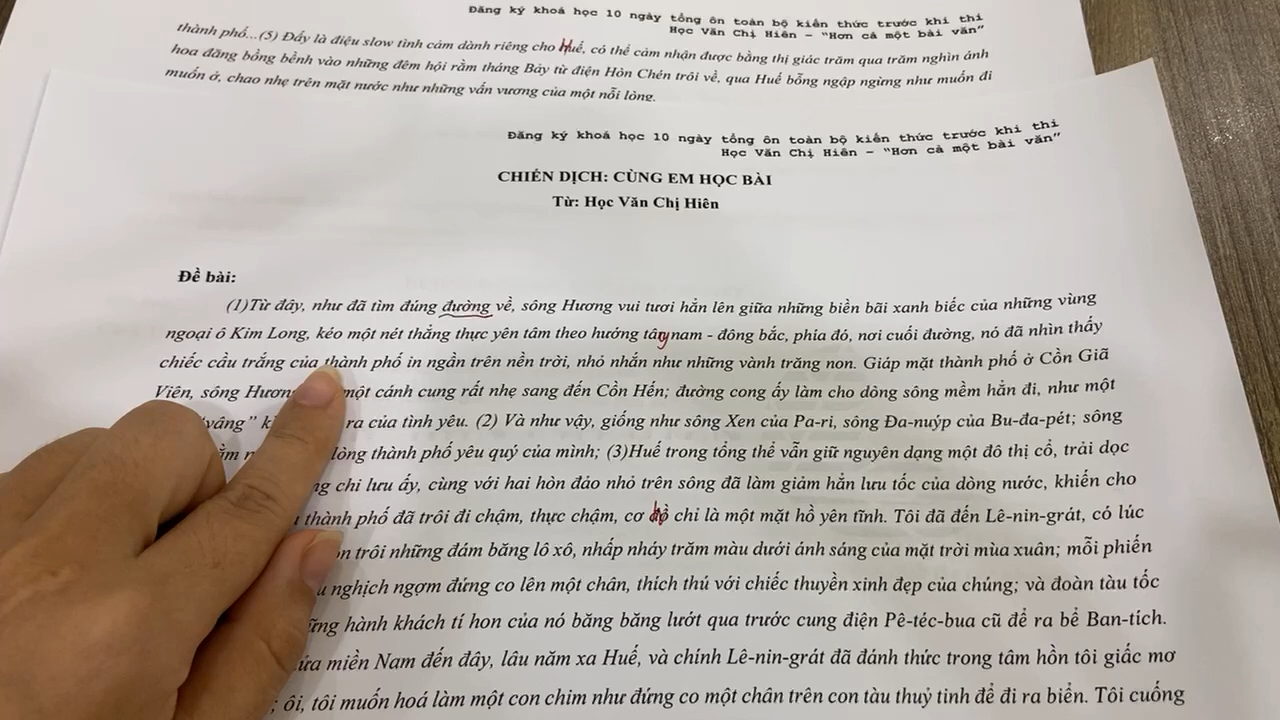 Đăng ký khoá học 10 ngày tổng ôn toàn bộ kiến thức trước khi thi
Học Văn Chị Hiên – “Hơn cả một bài văn”
thành phố...(5) Đấy là điệu slow tình cảm dành riêng cho Huế, có thể cảm nhận được bằng thị giác trăm qua trăm nghìn ánh
hoa đăng bồng bềnh vào những đêm hội rằm tháng Bảy từ điện Hòn Chén trôi về, qua Huế bỗng ngập ngừng như muốn đi
muốn ở, chao nhẹ trên mặt nước như những vấn vương của một nỗi lòng.
Đăng ký khoá học 10 ngày tổng ôn toàn bộ kiến thức trước khi thi
Học Văn Chị Hiên – “Hơn cả một bài văn”
CHIẾN DỊCH: CÙNG EM HỌC BÀI
Từ: Học Văn Chị Hiên
Đề bài:
(1)Từ đây, như đã tìm đúng đường về, sông Hương vui tươi hẳn lên giữa những biền bãi xanh biếc của những vùng
ngoại ô Kim Long, kéo một nét thẳng thực yên tâm theo hướng tây nam - đông bắc, phía đó, nơi cuối đường, nó đã nhìn thấy
chiếc cầu trắng của thành phố in ngần trên nền trời, nhỏ nhắn như những vành trăng non. Giáp mặt thành phố ở Cồn Giã
Viên, sông Hương một cánh cung rất nhẹ sang đến Cồn Hến; đường cong ấy làm cho dòng sông mềm hẳn đi, như một
“vâng” ra của tình yêu. (2) Và như vậy, giống như sông Xen của Pa-ri, sông Đa-nuýp của Bu-đa-pét; sông
lòng thành phố yêu quý của mình; (3)Huế trong tổng thể vẫn giữ nguyên dạng một đô thị cổ, trải dọc
chi lưu ấy, cùng với hai hòn đảo nhỏ trên sông đã làm giảm hẳn lưu tốc của dòng nước, khiến cho
thành phố đã trôi đi chậm, thực chậm, cơ hồ chỉ là một mặt hồ yên tĩnh. Tôi đã đến Lê-nin-grát, có lúc
trôi những đám băng lô xô, nhấp nháy trăm màu dưới ánh sáng của mặt trời mùa xuân; mỗi phiến
nghịch ngợm đứng co lên một chân, thích thú với chiếc thuyền xinh đẹp của chúng; và đoàn tàu tốc
hành khách tí hon của nó băng băng lướt qua trước cung điện Pê-téc-bua cũ để ra bể Ban-tích.
miền Nam đến đây, lâu năm xa Huế, và chính Lê-nin-grát đã đánh thức trong tâm hồn tôi giấc mơ
; ôi, tôi muốn hoá làm một con chim như đứng co một chân trên con tàu thuỷ tinh để đi ra biển. Tôi cuống